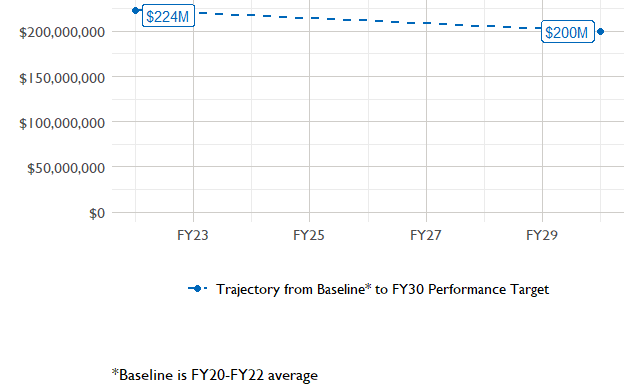 $224M
$200,000,000
$200M
$150,000,000
$100,000,000
$50,000,000
$0
FY23 FY25 FY27 FY29
Trajectory from Baseline* to FY30 Performance Target
*Baseline is FY20-FY22 average